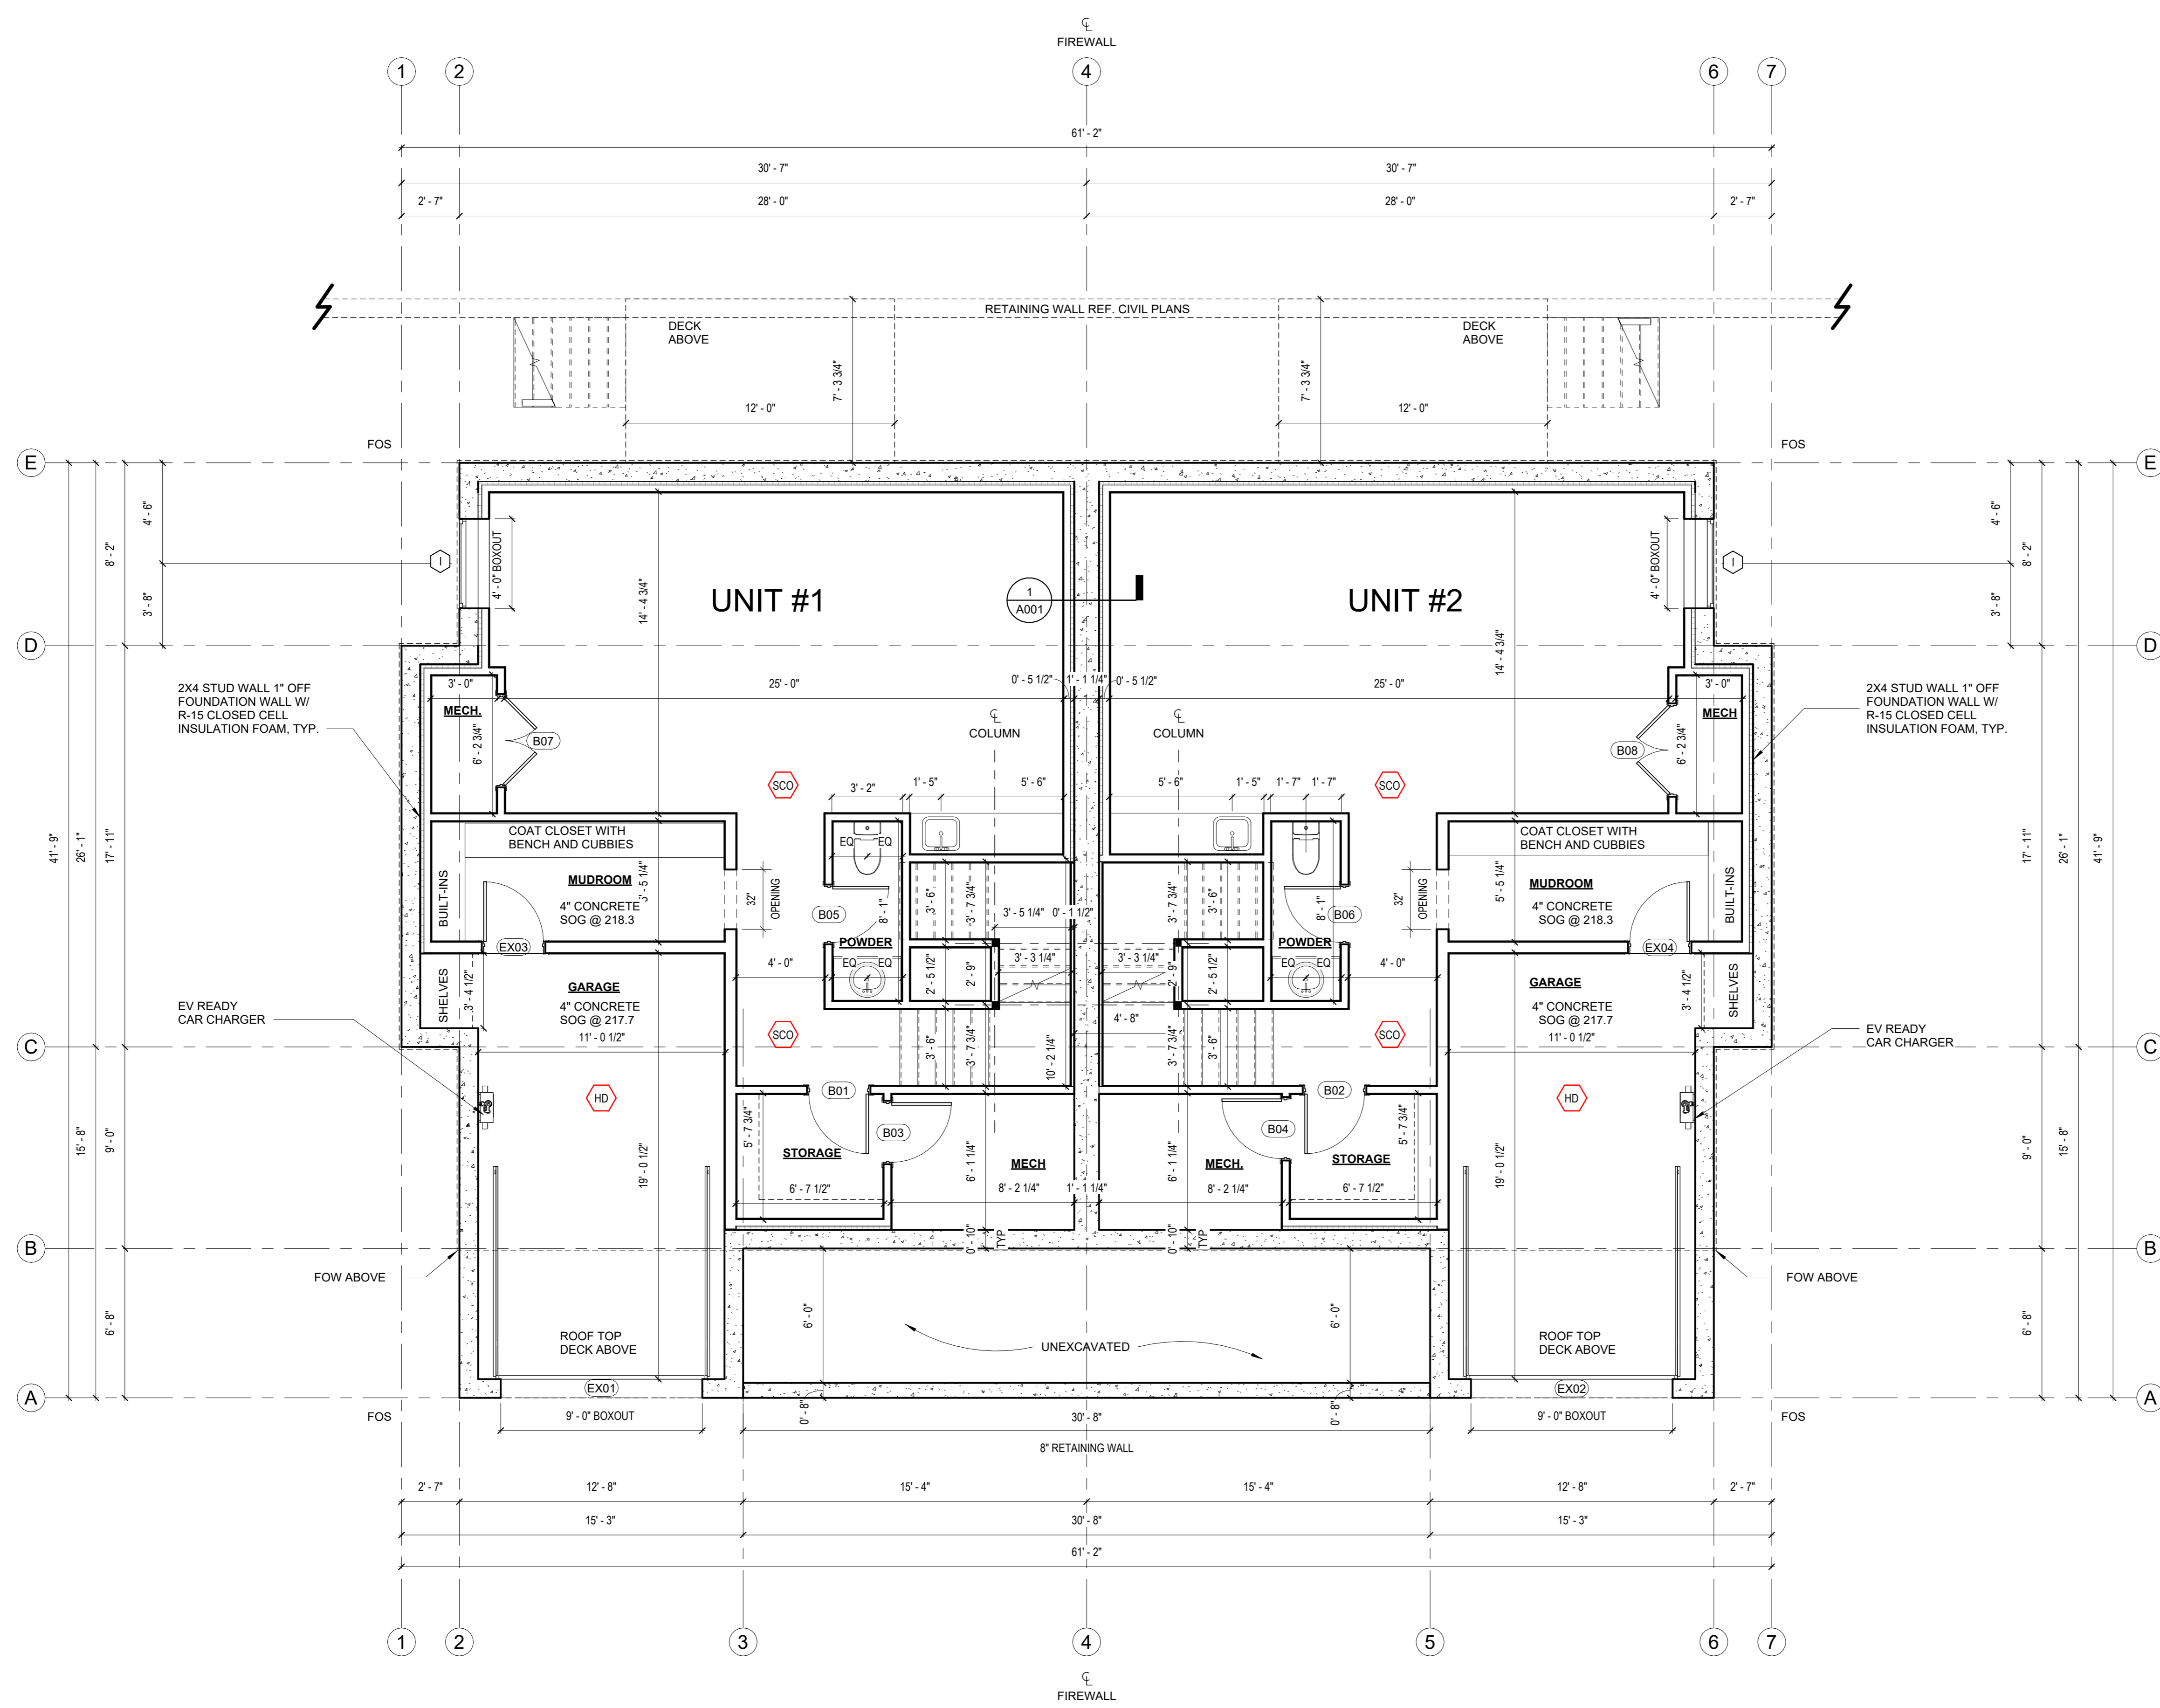 ℄
FIREWALL
1
2
4
6
7
61' - 2"
30' - 7"
30' - 7"
2' - 7"
28' - 0"
28' - 0"
2' - 7"
RETAINING WALL REF. CIVIL PLANS
DECK
ABOVE
DECK
ABOVE
7' - 3 3/4"
7' - 3 3/4"
12' - 0"
12' - 0"
FOS
FOS
E
E
4' - 6"
8' - 2"
3' - 8"
4' - 6"
8' - 2"
3' - 8"
I
I
4' - 0" BOXOUT
4' - 0" BOXOUT
14' - 4 3/4"
14' - 4 3/4"
UNIT #1
1
A001
UNIT #2
D
D
2X4 STUD WALL 1" OFF
FOUNDATION WALL W/
R-15 CLOSED CELL
INSULATION FOAM, TYP.
2X4 STUD WALL 1" OFF
FOUNDATION WALL W/
R-15 CLOSED CELL
INSULATION FOAM, TYP.
3' - 0"
25' - 0"
0' - 5 1/2"
1' - 1 1/4"
0' - 5 1/2"
25' - 0"
3' - 0"
MECH.
MECH
6' - 2 3/4"
6' - 2 3/4"
B07
B08
℄
COLUMN
℄
COLUMN
SCO
SCO
3' - 2"
1' - 5"
5' - 6"
5' - 6"
1' - 5"
1' - 7"
1' - 7"
41' - 9"
26' - 1"
17' - 11"
17' - 11"
26' - 1"
41' - 9"
COAT CLOSET WITH
BENCH AND CUBBIES
COAT CLOSET WITH
BENCH AND CUBBIES
EQ
EQ
BUILT-INS
BUILT-INS
MUDROOM
4" CONCRETE
SOG @ 218.3
MUDROOM
4" CONCRETE
SOG @ 218.3
5' - 5 1/4"
5' - 5 1/4"
32"
OPENING
32"
OPENING
B05
B06
8' - 1"
8' - 1"
3' - 6"
3' - 7 3/4"
3' - 7 3/4"
3' - 6"
3' - 5 1/4"
0' - 1 1/2"
EX03
EX04
POWDER
POWDER
EQ
EQ
EQ
EQ
4' - 0"
4' - 0"
2' - 5 1/2"
2' - 9"
3' - 3 1/4"
3' - 3 1/4"
2' - 9"
2' - 5 1/2"
SHELVES
SHELVES
3' - 4 1/2"
3' - 4 1/2"
GARAGE
4" CONCRETE
SOG @ 217.7
GARAGE
4" CONCRETE
SOG @ 217.7
EV READY
CAR CHARGER
EV READY
CAR CHARGER
4' - 8"
SCO
SCO
11' - 0 1/2"
11' - 0 1/2"
C
C
3' - 6"
3' - 7 3/4"
10' - 2 1/4"
3' - 7 3/4"
3' - 6"
B01
B02
HD
HD
B03
B04
15' - 8"
9' - 0"
9' - 0"
15' - 8"
5' - 7 3/4"
5' - 7 3/4"
STORAGE
STORAGE
MECH
MECH.
19' - 0 1/2"
19' - 0 1/2"
6' - 1 1/4"
6' - 1 1/4"
6' - 7 1/2"
8' - 2 1/4"
1' - 1 1/4"
8' - 2 1/4"
6' - 7 1/2"
0' - 10"
TYP
0' - 10"
TYP
B
B
FOW ABOVE
FOW ABOVE
6' - 8"
6' - 8"
6' - 0"
6' - 0"
ROOF TOP
DECK ABOVE
ROOF TOP
DECK ABOVE
UNEXCAVATED
EX01
EX02
A
A
FOS
FOS
9' - 0" BOXOUT
0' - 8"
30' - 8"
0' - 8"
9' - 0" BOXOUT
8" RETAINING WALL
2' - 7"
12' - 8"
15' - 4"
15' - 4"
12' - 8"
2' - 7"
15' - 3"
30' - 8"
15' - 3"
61' - 2"
1
2
3
4
5
6
7
℄
FIREWALL